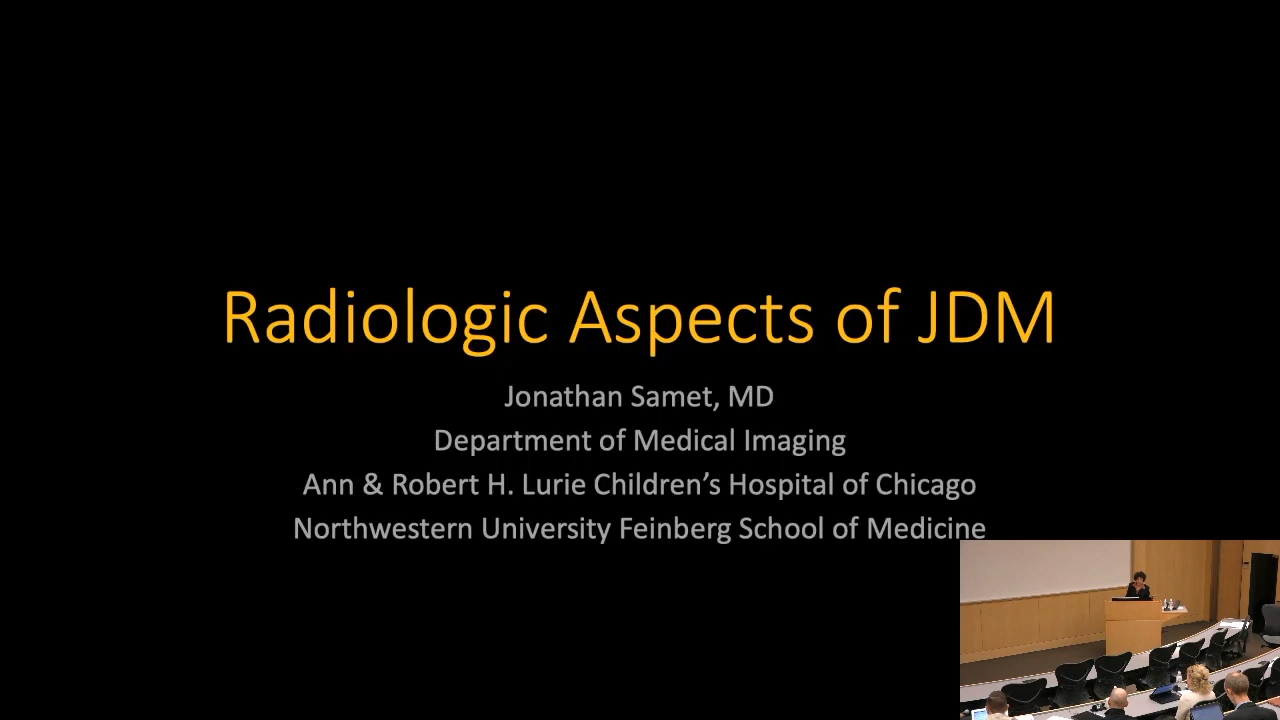 Radiologic Aspects of JDM
Jonathan Samet, MD
Department of Medical Imaging
Ann & Robert H. Lurie Children’s Hospital of Chicago
Northwestern University Feinberg School of Medicine